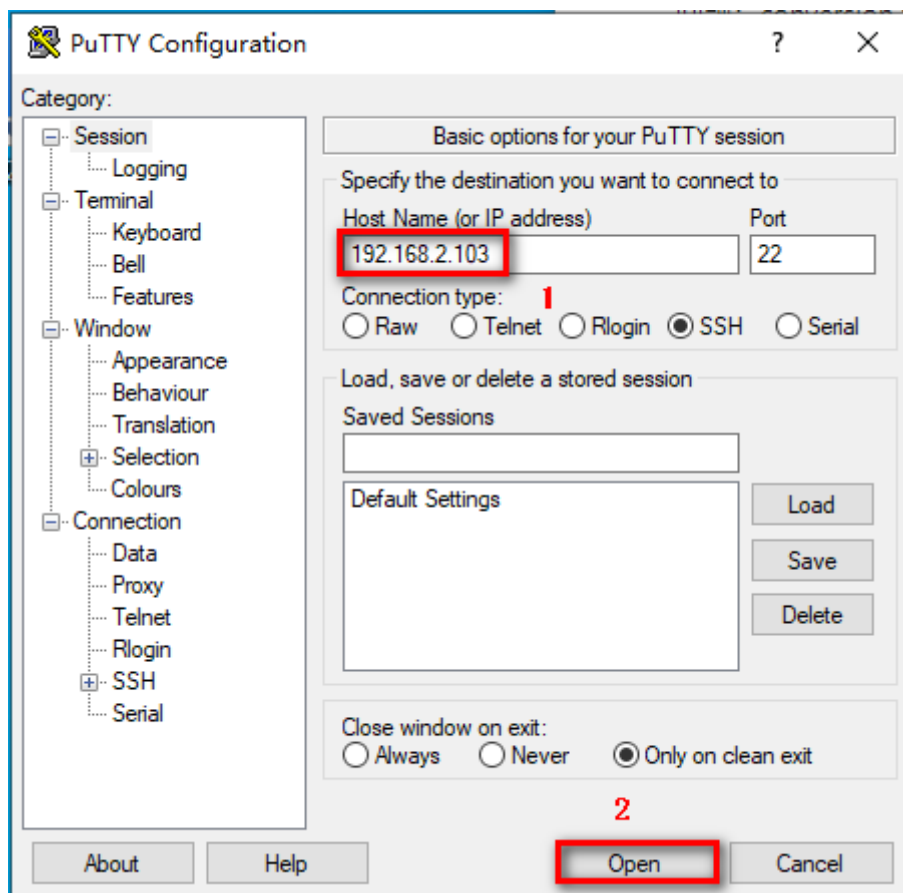 PuTTY Configuration
?
Category:
Session
Logging
Terminal
Keyboard
Bell
Features
Window
Appearance
Behaviour
Translation
Selection
Colours
Connection
Data
Proxy
Telnet
Rlogin
SSH
Serial
Basic options for your PuTTY session
Specify the destination you want to connect to
Host Name (or IP address) Port
192.168.2.103 22
Connection type: 1
Raw Telnet Rlogin SSH Serial
Load, save or delete a stored session
Saved Sessions
Default Settings
Load
Save
Delete
Close window on exit:
Always Never Only on clean exit
2
About Help Open Cancel